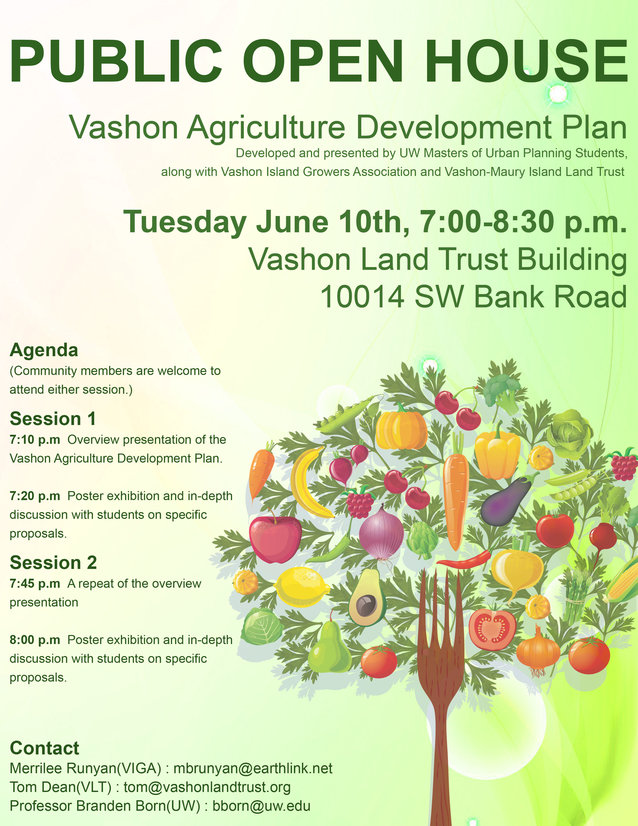 PUBLIC OPEN HOUSE
Vashon Agriculture Development Plan
Developed and presented by UW Masters of Urban Planning Students,
along with Vashon Island Growers Association and Vashon-Maury Island Land Trust
Tuesday June 10th, 7:00-8:30 p.m.
Vashon Land Trust Building
10014 SW Bank Road
Agenda
(Community members are welcome to
attend either session.)
Session 1
7:10 p.m Overview presentation of the
Vashon Agriculture Development Plan.
7:20 p.m Poster exhibition and in-depth
discussion with students on specific
proposals.
Session 2
7:45 p.m A repeat of the overview
presentation
8:00 p.m Poster exhibition and in-depth
discussion with students on specific
proposals.
Contact
Merrilee Runyan(VIGA) : mbrunyan@earthlink.net
Tom Dean(VLT) : tom@vashonlandtrust.org
Professor Branden Born(UW) : bborn@uw.edu